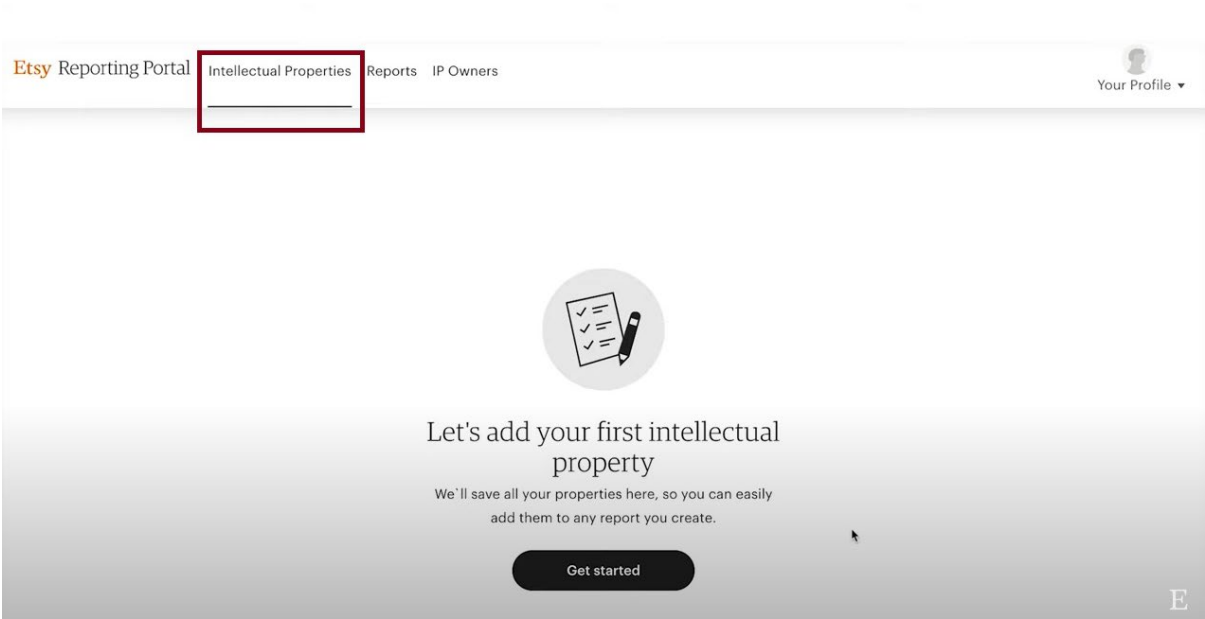 Etsy Reporting Portal Intellectual Properties Reports IP Owners
Your Profile
Let's add your first intellectual
property
We`ll save all your properties here, so you can easily
add them to any report you create.
Get started
E